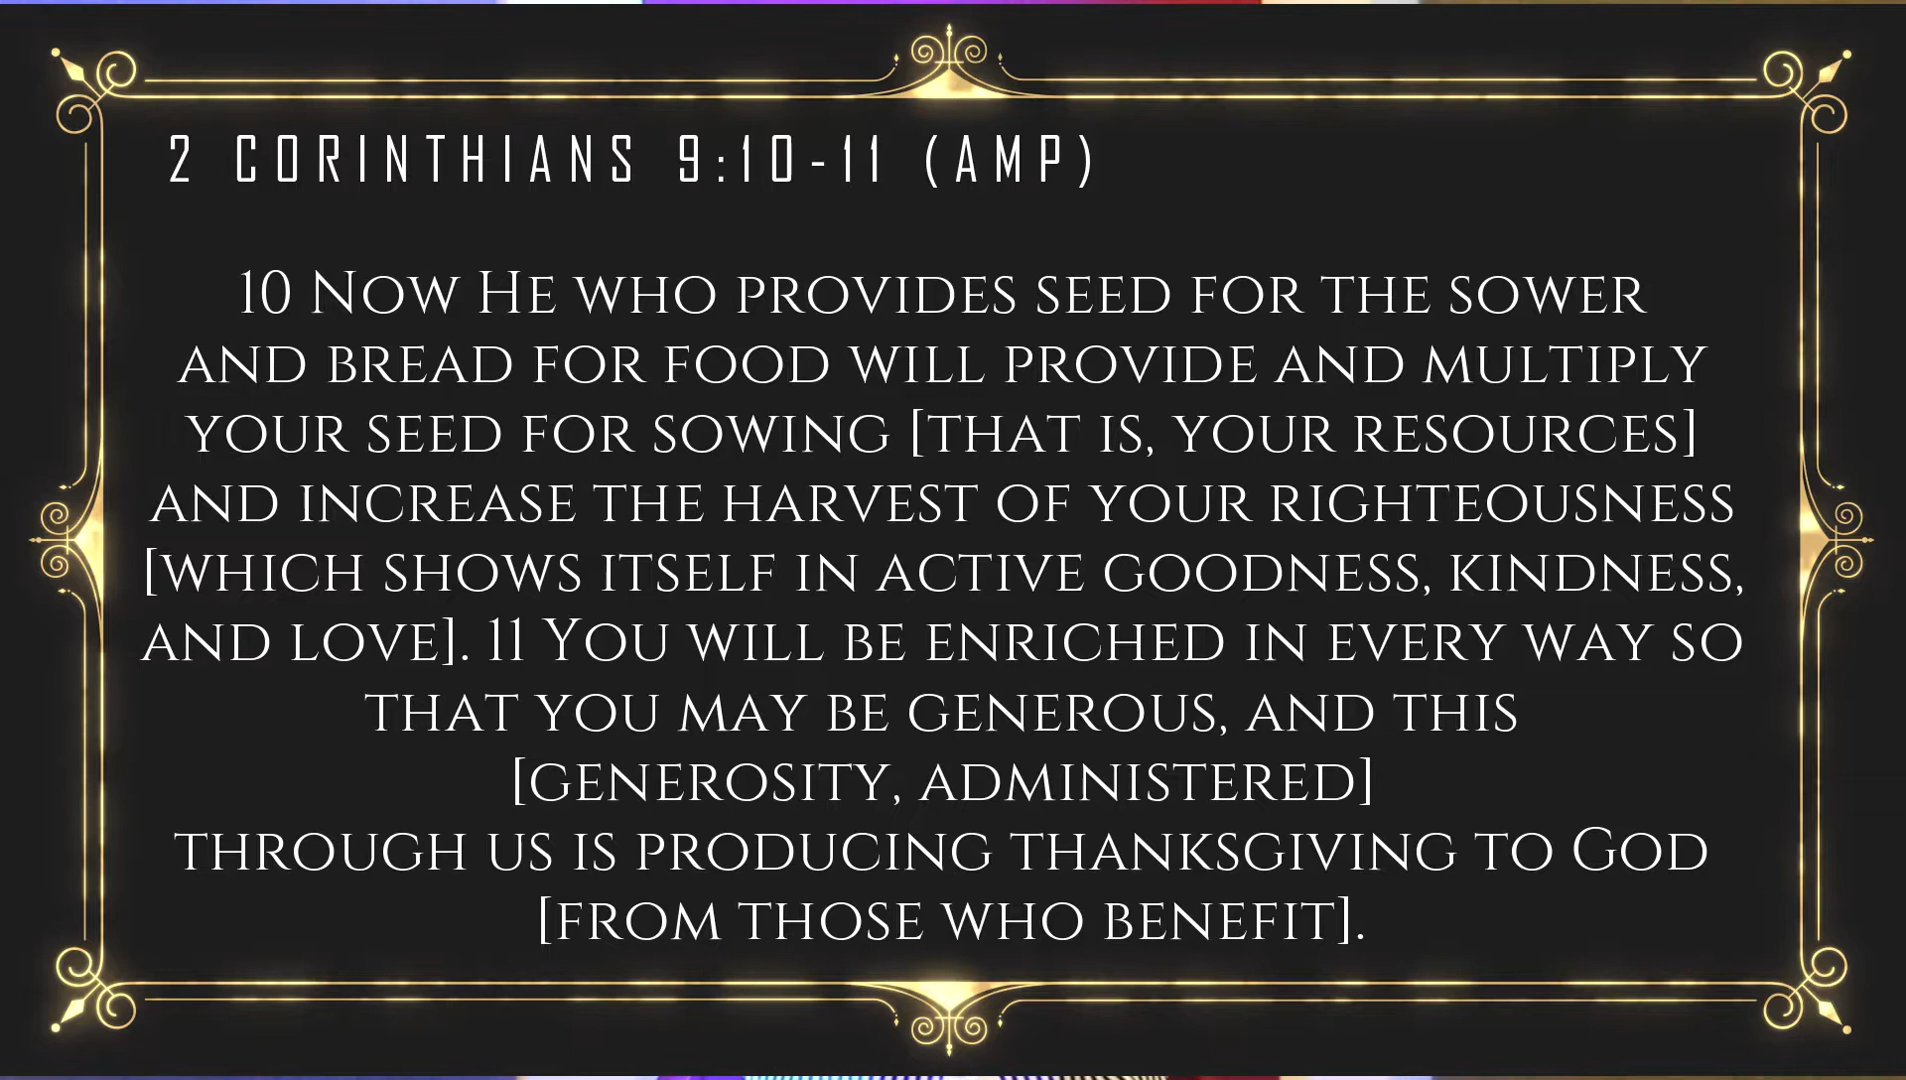 2 CORINTHIANS 9:10-11 (AMP)
10 Now He who provides seed for the sower
and bread for food will provide and multiply
your seed for sowing [that is, your resources]
and increase the harvest of your righteousness
[which shows itself in active goodness, kindness,
and love]. 11 You will be enriched in every way so
that you may be generous, and this
[generosity, administered]
through us is producing thanksgiving to God
[from those who benefit].